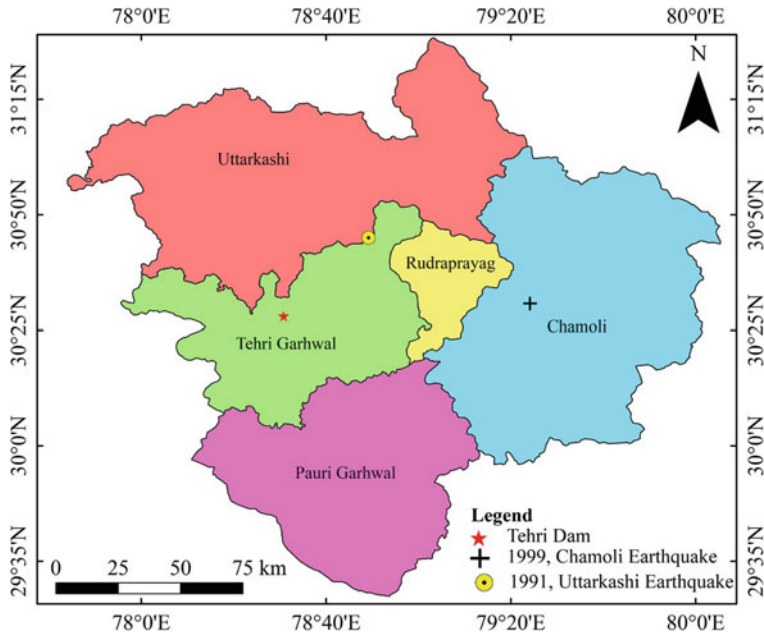 78°0'E 78°40'E 79°20'E 80°0'E
N
31°15'N 31°15'N
Uttarkashi
30°50'N 30°50'N
Rudraprayag
30°25'N 30°25'N
Chamoli
Tehri Garhwal
30°0'N 30°0'N
Pauri Garhwal
Legend
Tehri Dam
1999, Chamoli Earthquake
1991, Uttarkashi Earthquake
29°35'N 29°35'N
0 25 50 75 km
78°0'E 78°40'E 79°20'E 80°0'E